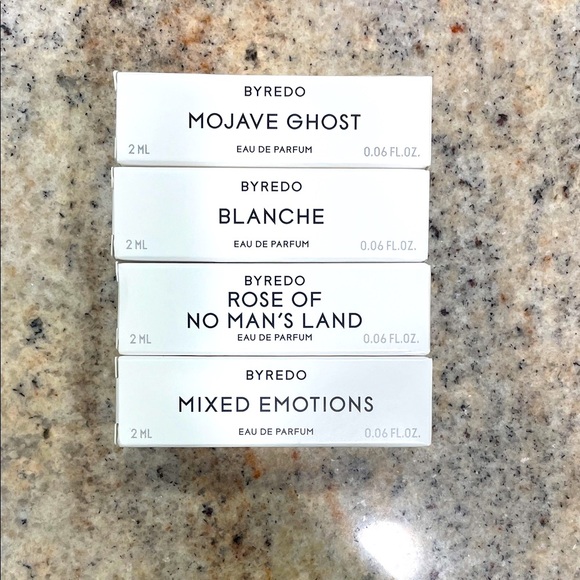 BYREDO
MOJAVE GHOST
2 ML EAU DE PARFUM 0.06 FL.OZ.
BYREDO
BLANCHE
2 ML EAU DE PARFUM 0.06 FL.OZ.
BYREDO
ROSE OF
NO MAN'S LAND
2 ML EAU DE PARFUM 0.06 FL.OZ.
BYREDO
MIXED EMOTIONS
2 ML EAU DE PARFUM 0.06 FL.OZ.